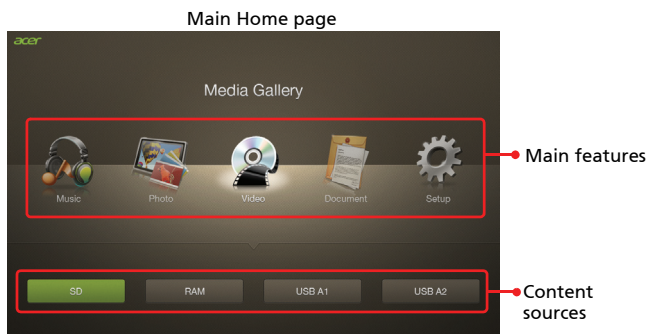 Main Home page
acer
Media Gallery
Music Photo Video Document Setup
Main features
SD RAM USB A1 USB A2
Content
sources